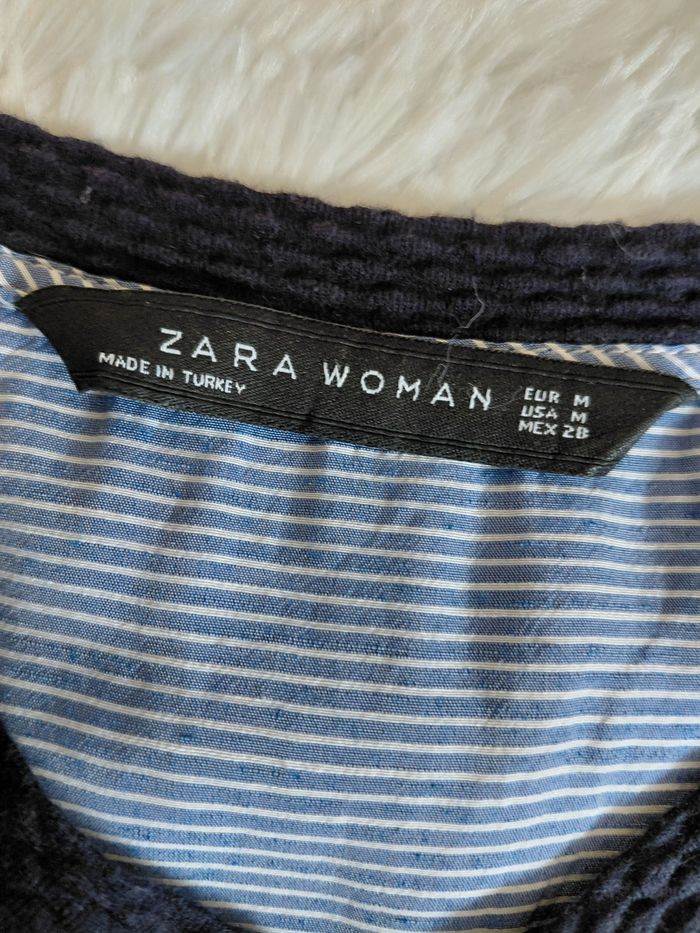 ZARA WOMAN
MADE IN TURKEY
EUR M
USA M
MEX 28